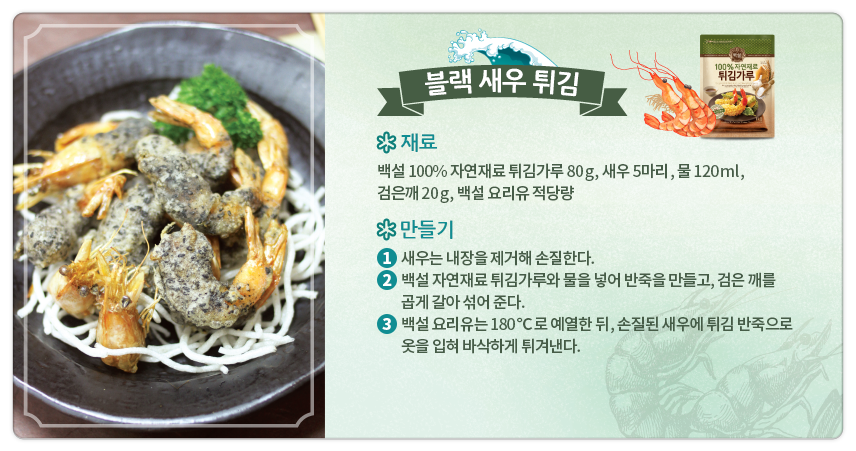 블랙 새우 튀김
백설
100% 자연재료
튀김가루
재료
백설 100% 자연재료 튀김가루 80g, 새우 5마리, 물 120ml,
검은깨 20g, 백설 요리유 적당량
만들기
1 새우는 내장을 제거해 손질한다.
2 백설 자연재료 튀김가루와 물을 넣어 반죽을 만들고, 검은 깨를
곱게 갈아 섞어 준다.
3 백설 요리유는 180℃로 예열한 뒤, 손질된 새우에 튀김 반죽으로
옷을 입혀 바삭하게 튀겨낸다.